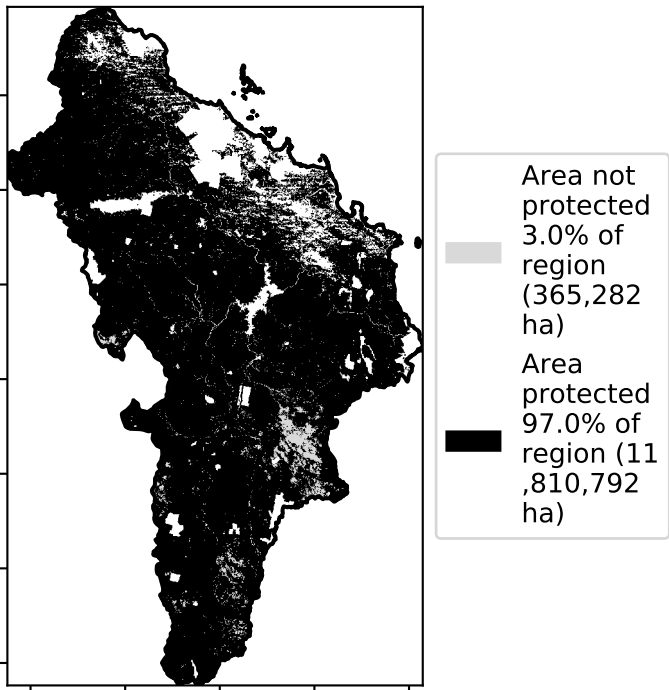 Area not
protected
3.0% of
region
(365,282
ha)
Area
protected
97.0% of
region (11
,810,792
ha)